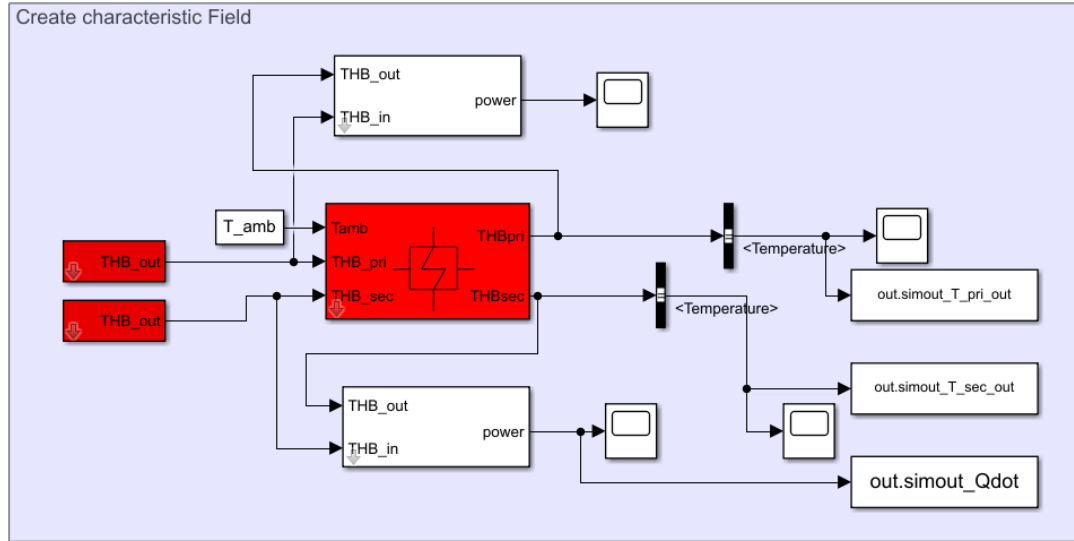 Create characteristic Field
THB_out
power
THB_in
T_amb
Tamb
THBpri
THB_out
THB_pri
<Temperature>
THB_sec
THBsec
THB_out
<Temperature>
out.simout_T_pri_out
out.simout_T_sec_out
THB_out
power
THB_in
out.simout_Qdot